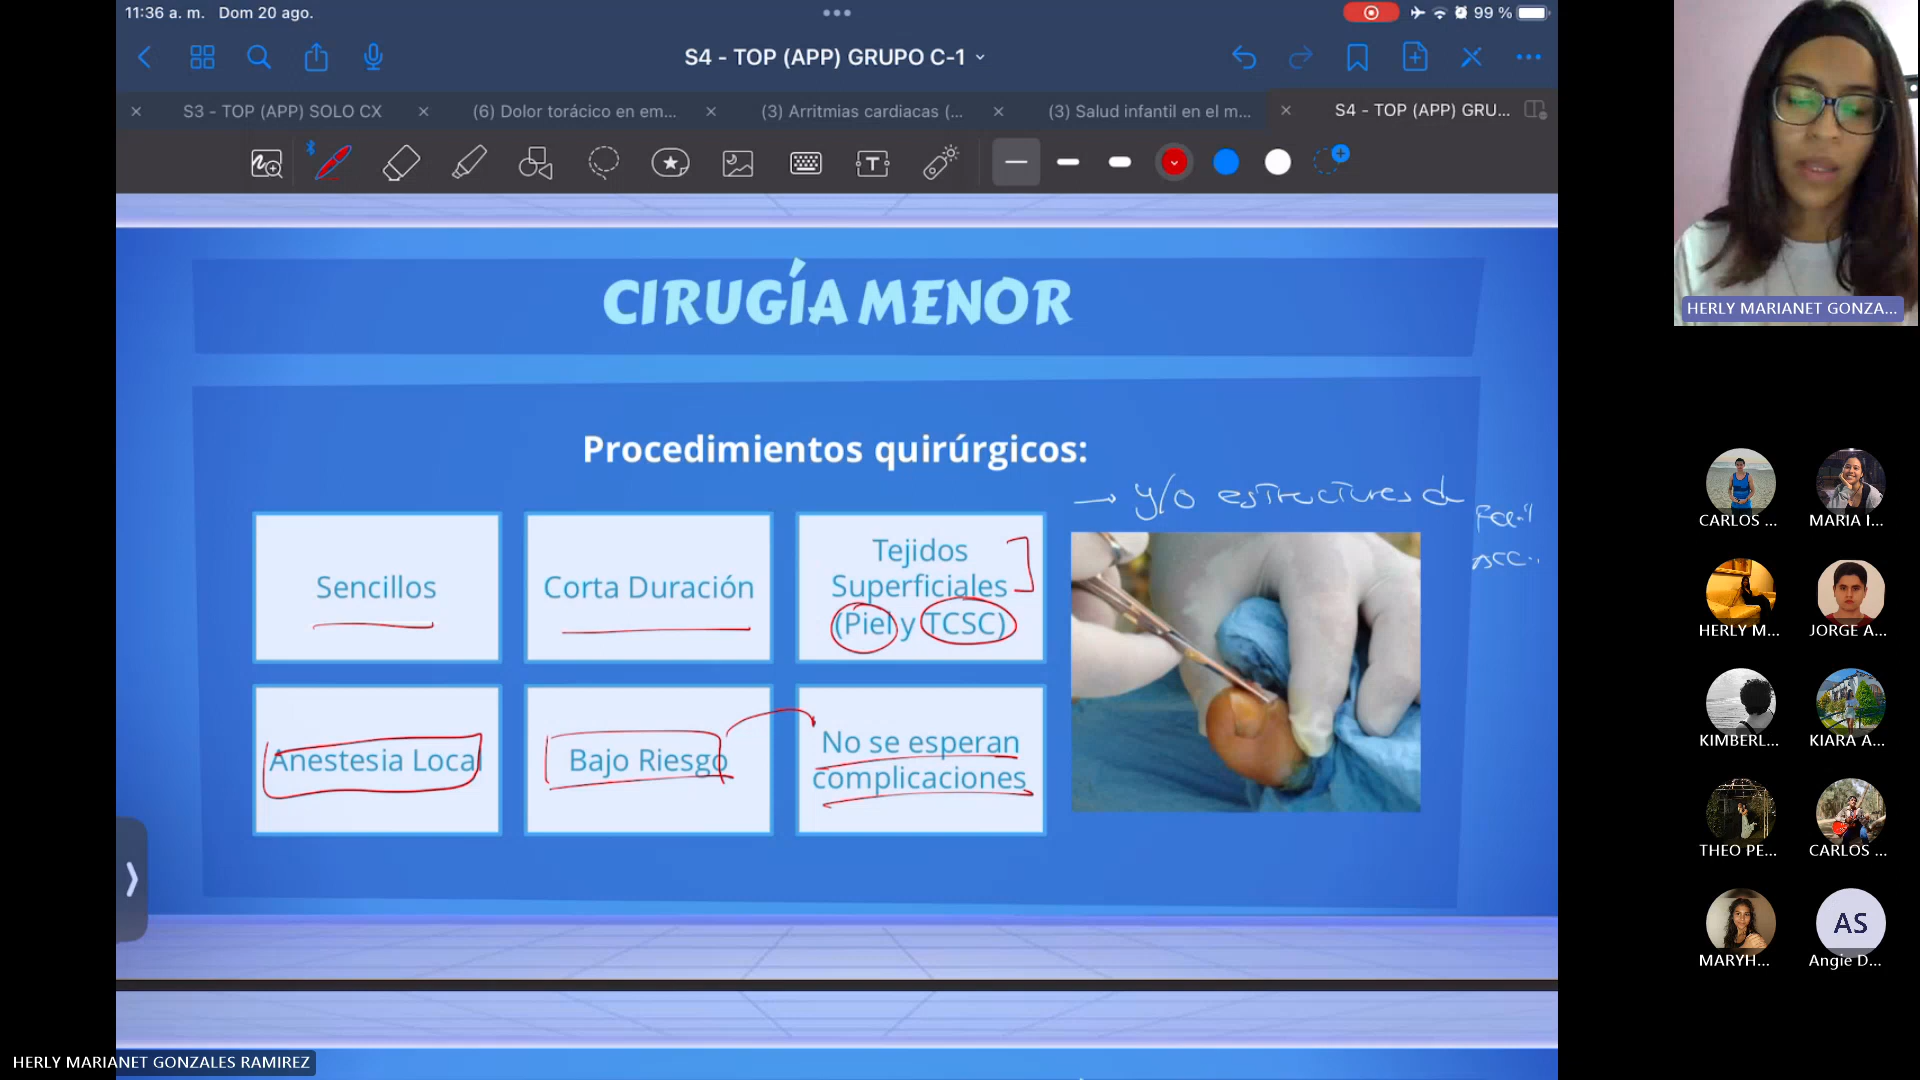 11:36 a. m. Dom 20 ago.
99 %
S4 - TOP (APP) GRUPO C-1
S3 - TOP (APP) SOLO CX
(6) Dolor torácico en em...
(3) Arritmias cardiacas (...
(3) Salud infantil en el m...
S4 - TOP (APP) GRU...
CIRUGÍA MENOR
Procedimientos quirúrgicos:
→ y/o estructuras de
Sencillos
Corta Duración
Tejidos
Superficiales
(Piel y TCSC)
Anestesia Local
Bajo Riesgo
No se esperan
complicaciones
HERLY MARIANET GONZA...
CARLOS ...
MARIA I...
HERLY M...
JORGE A...
KIMBERL...
KIARA A...
THEO PE...
CARLOS ...
MARYH...
AS
Angie D...
HERLY MARIANET GONZALES RAMIREZ